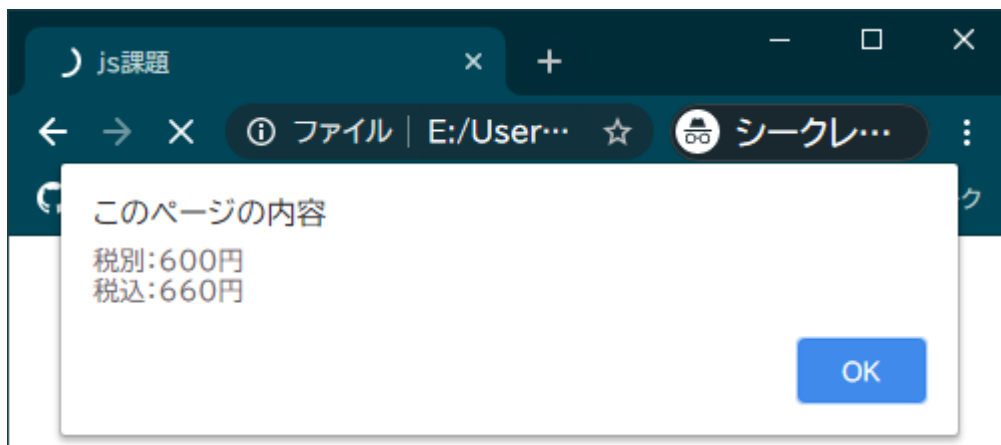 js課題
ファイル E:/User… シークレ…
ク
このページの内容
税別：600円
税込：660円
OK